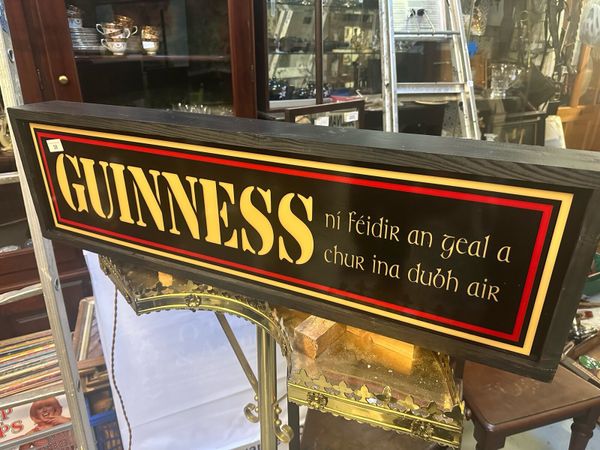 GUINNESS
ní féidir an geal a
chur ina dubh air